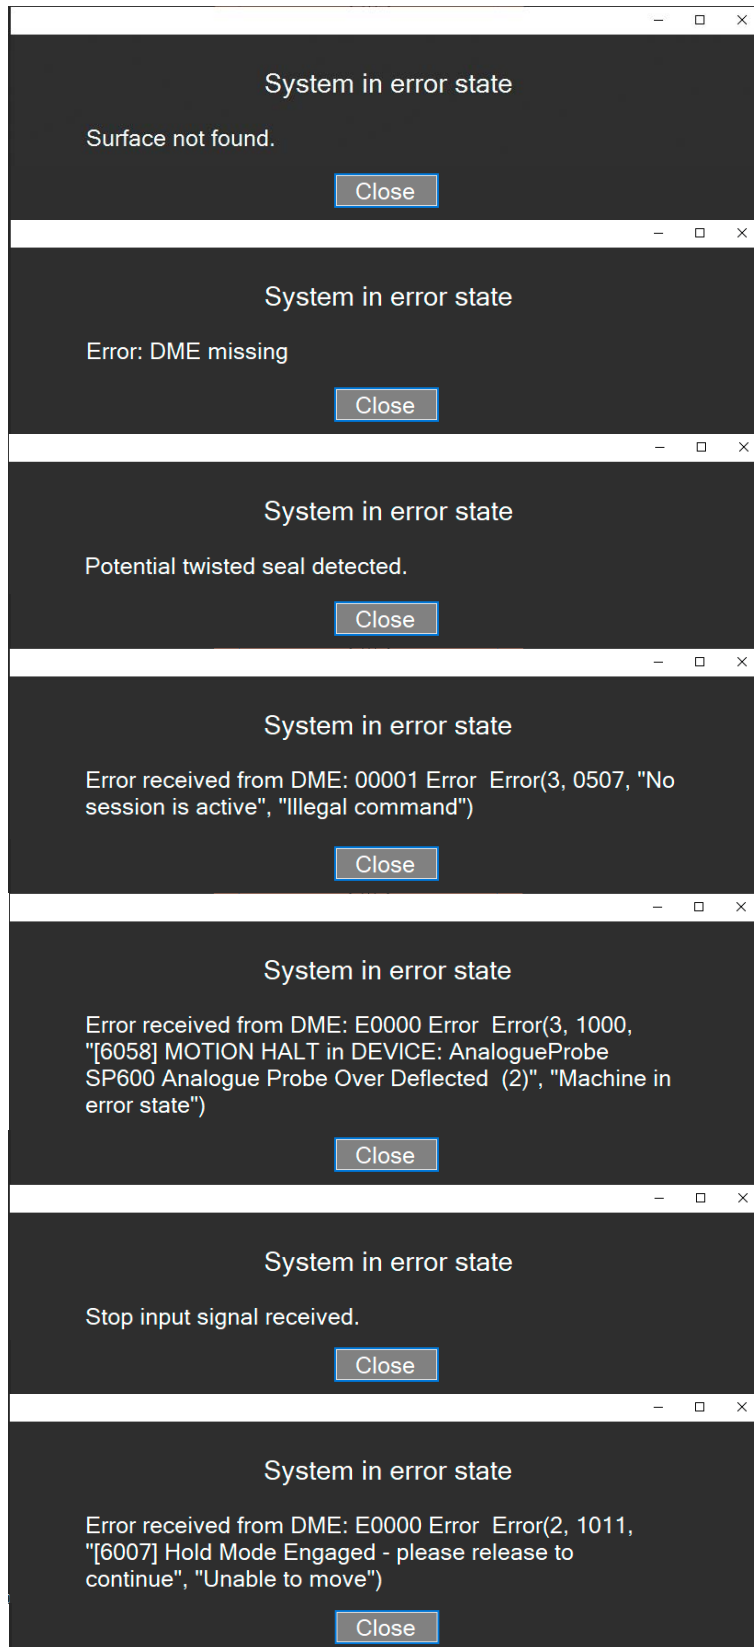 System in error state
Surface not found.
Close
System in error state
Error: DME missing
Close
System in error state
Potential twisted seal detected.
Close
System in error state
Error received from DME: 00001 Error  Error(3, 0507, "No
session is active", "Illegal command")
Close
System in error state
Error received from DME: E0000 Error  Error(3, 1000,
"[6058] MOTION HALT in DEVICE: AnalogueProbe
SP600 Analogue Probe Over Deflected  (2)", "Machine in
error state")
Close
System in error state
Stop input signal received.
Close
System in error state
Error received from DME: E0000 Error  Error(2, 1011,
"[6007] Hold Mode Engaged - please release to
continue", "Unable to move")
Close